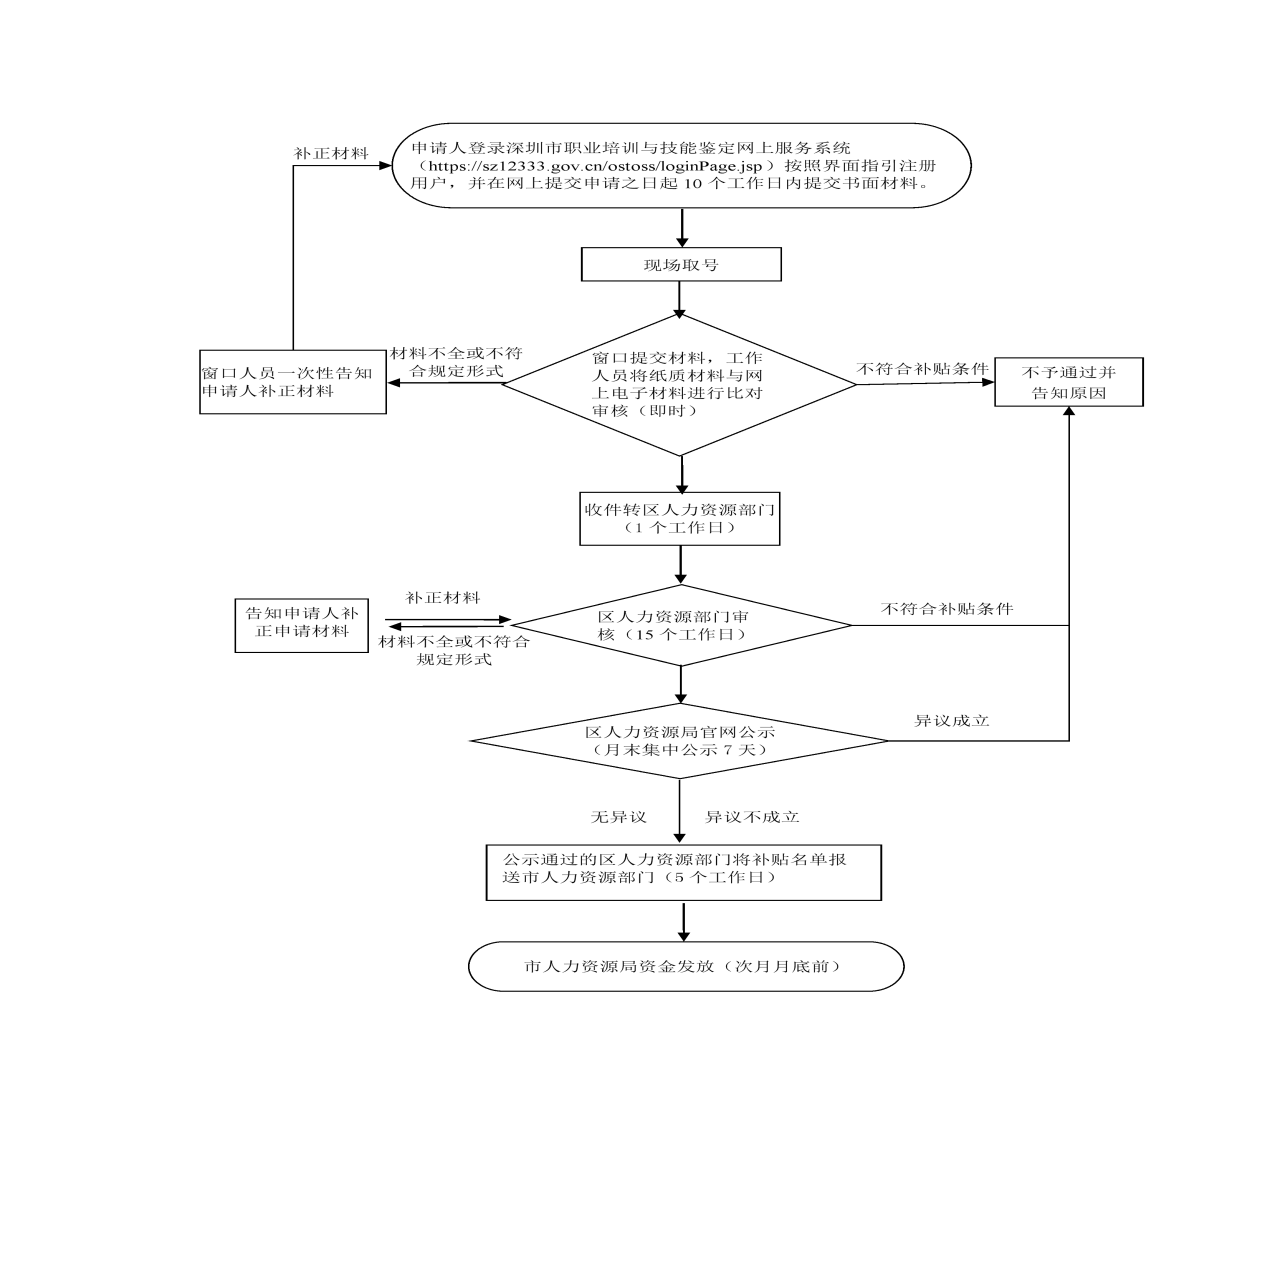 补正材料
申请人登录深圳市职业培训与技能鉴定网上服务系统
（https://sz12333.gov.cn/ostoss/loginPage.jsp）按照界面指引注册
用户，并在网上提交申请之日起 10 个工作日内提交书面材料。
现场取号
窗口人员一次性告知
申请人补正材料
材料不全或不符
合规定形式
窗口提交材料，工作
人员将纸质材料与网
上电子材料进行比对
审核（即时）
不符合补贴条件
不予通过并
告知原因
收件转区人力资源部门
（1 个工作日）
告知申请人补
正申请材料
补正材料
材料不全或不符合
规定形式
区人力资源部门审
核（15 个工作日）
不符合补贴条件
区人力资源局官网公示
（月末集中公示 7 天）
异议成立
无异议
异议不成立
公示通过的区人力资源部门将补贴名单报
送市人力资源部门（5 个工作日）
市人力资源局资金发放（次月月底前）